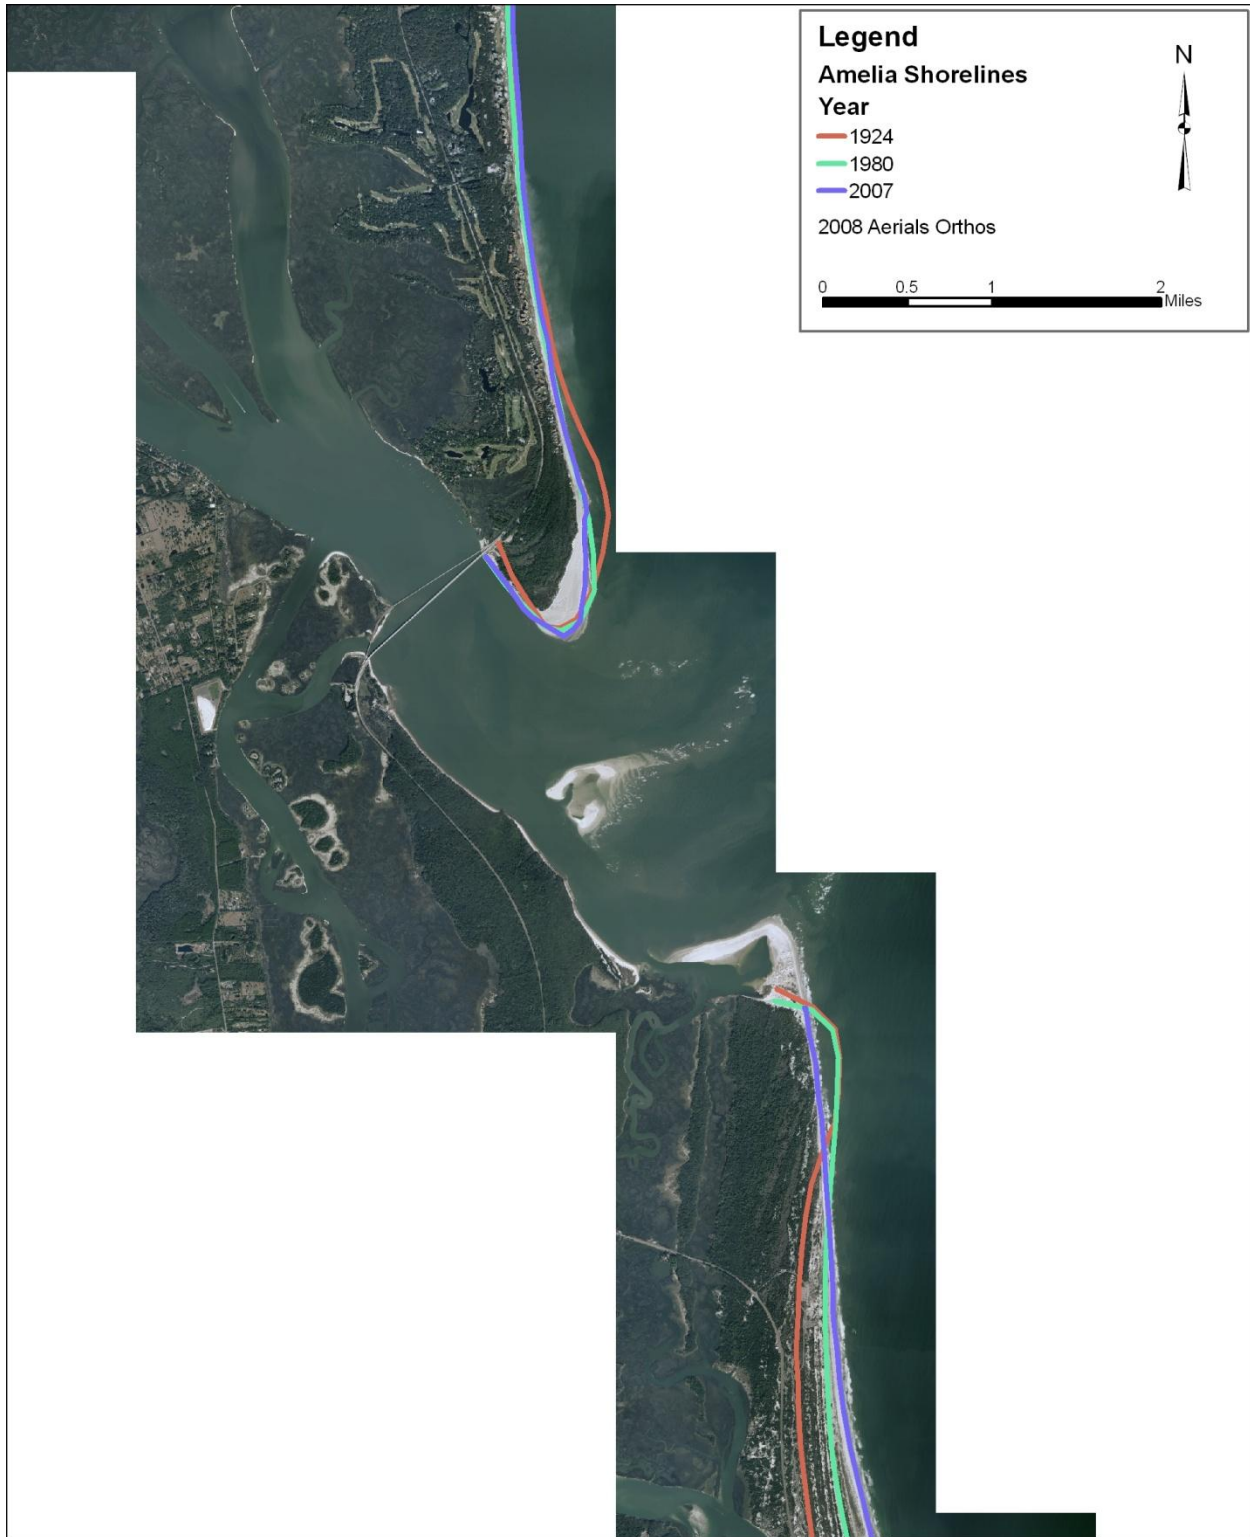 Legend
Amelia Shorelines
Year
1924
1980
2007
2008 Aerials Orthos
N
0 0.5 1 2
Miles